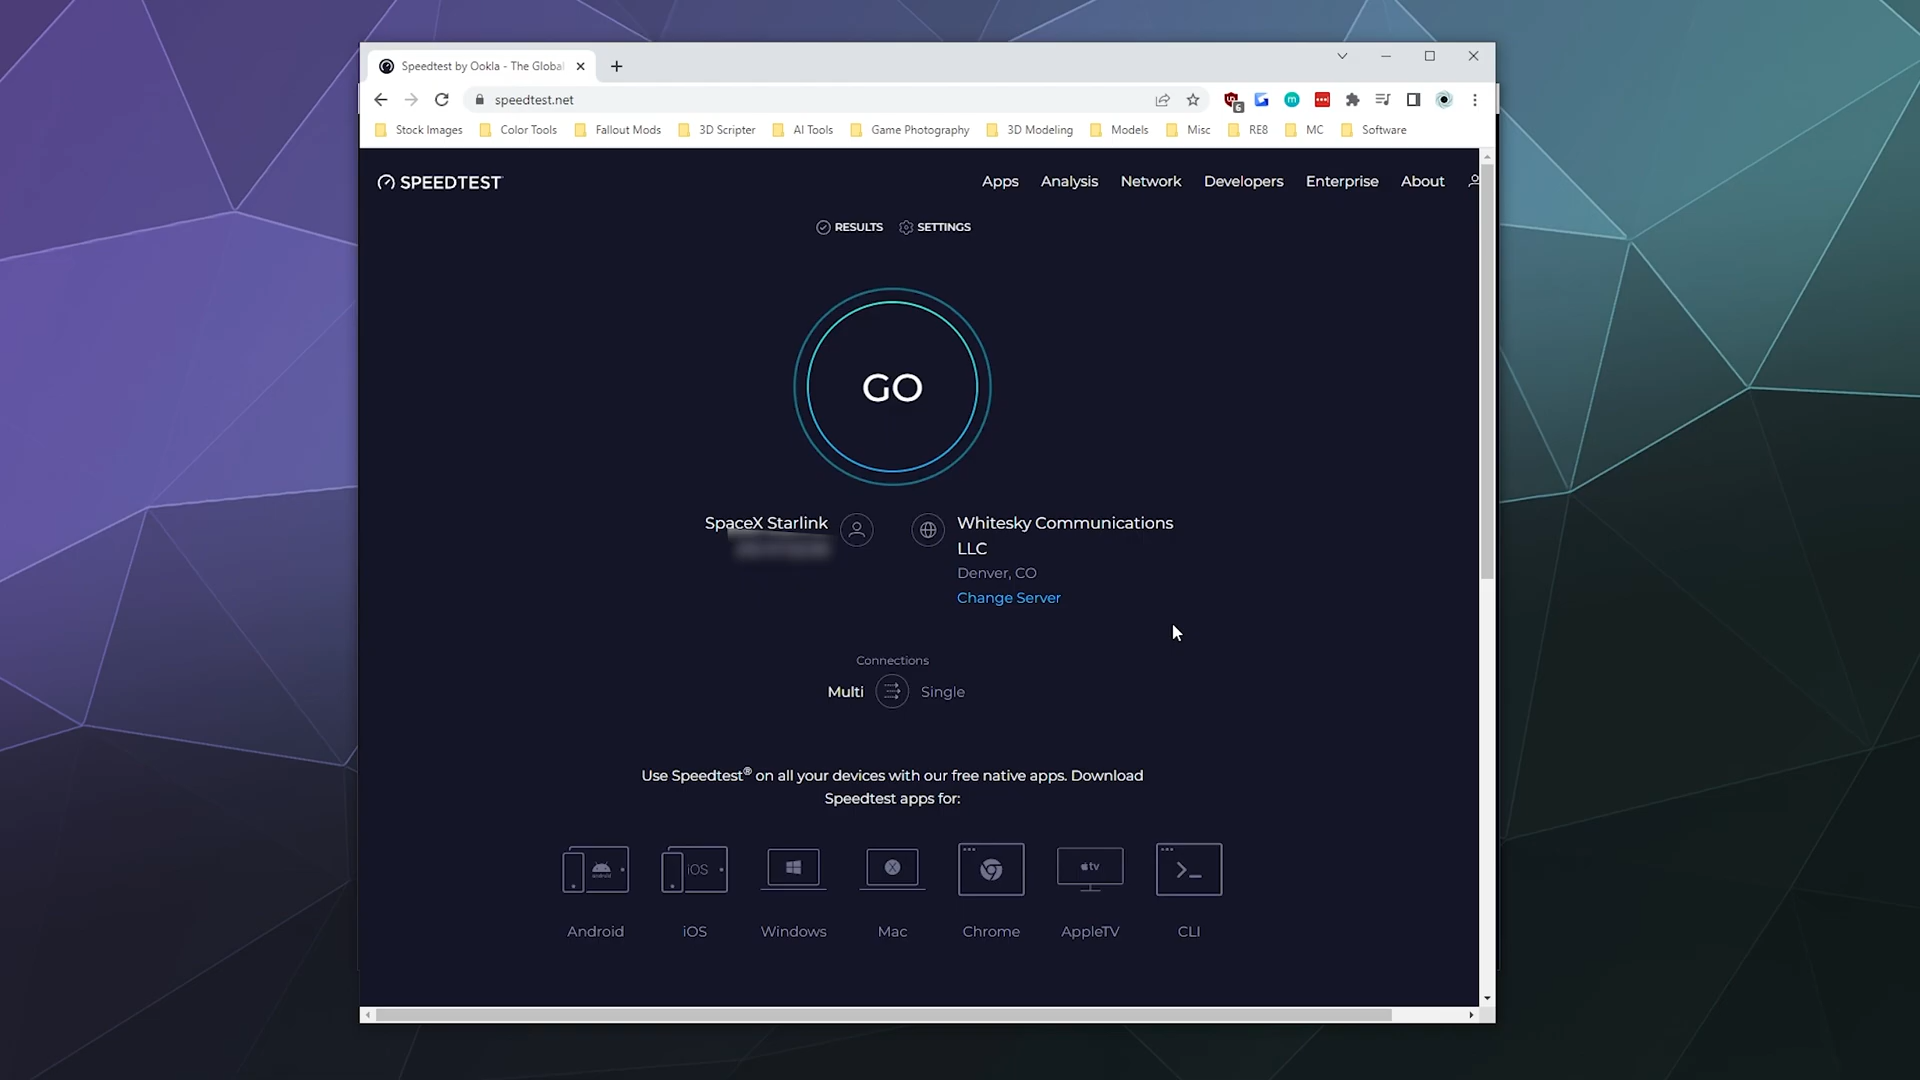 Speedtest by Ookla - The Global
speedtest.net
Stock Images Color Tools Fallout Mods 3D Scripter AI Tools Game Photography 3D Modeling Models Misc RE8 MC Software
SPEEDTEST
Apps Analysis Network Developers Enterprise About
RESULTS SETTINGS
GO
SpaceX Starlink
Whitesky Communications
LLC
Denver, CO
Change Server
Connections
Multi Single
Use Speedtest® on all your devices with our free native apps. Download
Speedtest apps for:
android iOS tv
Android iOS Windows Mac Chrome AppleTV CLI